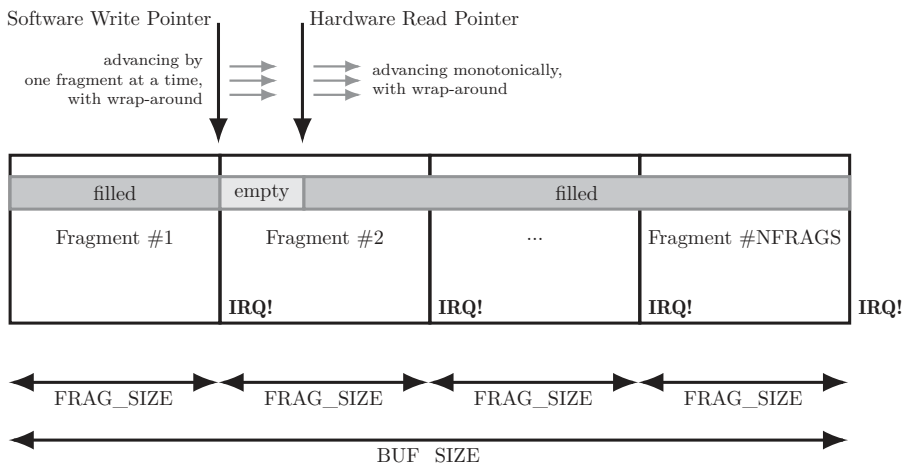 Software Write Pointer
Hardware Read Pointer
advancing by
one fragment at a time,
with wrap-around
advancing monotonically,
with wrap-around
filled
empty
filled
Fragment #1
Fragment #2
...
Fragment #NFRAGS
IRQ!
IRQ!
IRQ!
IRQ!
FRAG_SIZE
FRAG_SIZE
FRAG_SIZE
FRAG_SIZE
BUF_SIZE